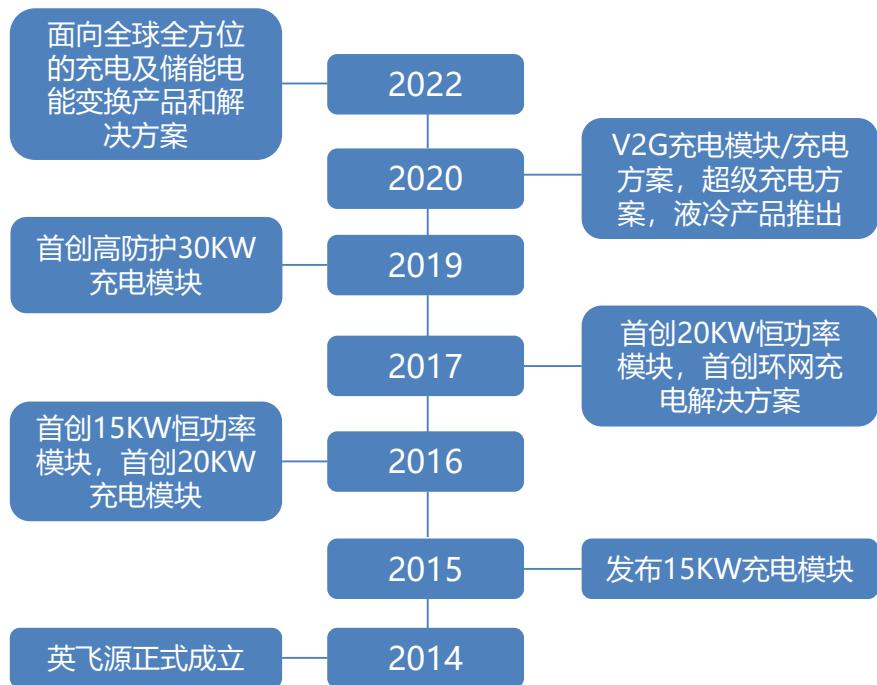 面向全球全方位
的充电及储能电
能变换产品和解
决方案
2022
2020
V2G充电模块/充电
方案，超级充电方
案，液冷产品推出
首创高防护30KW
充电模块
2019
2017
首创20KW恒功率
模块，首创环网充
电解决方案
首创15KW恒功率
模块，首创20KW
充电模块
2016
2015
发布15KW充电模块
英飞源正式成立
2014